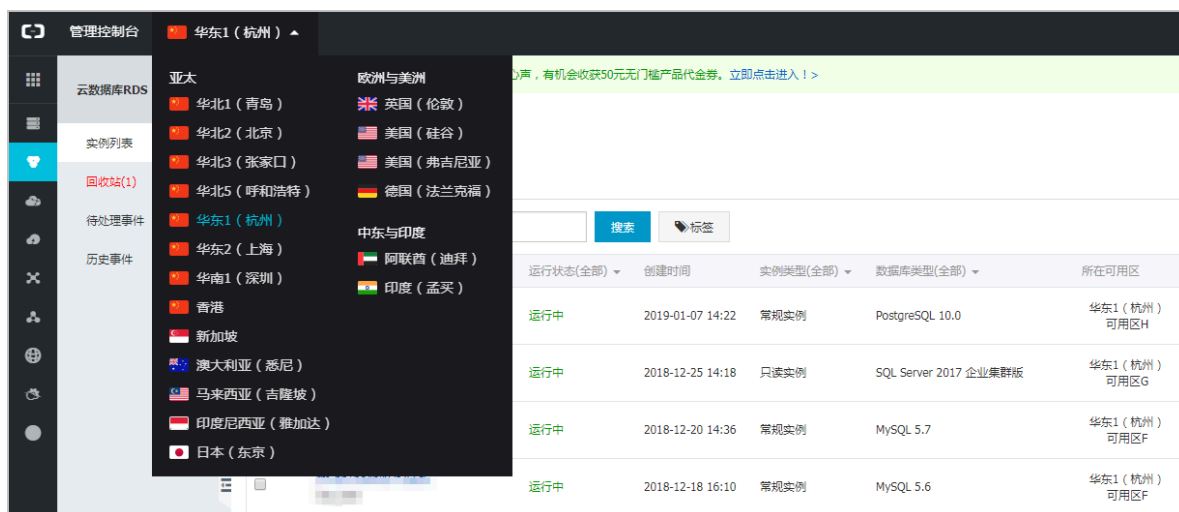 管理控制台
华东1 ( 杭州 )
云数据库RDS
实例列表
回收站(1)
待处理事件
历史事件
亚太
华北1 ( 青岛 )
华北2 ( 北京 )
华北3 ( 张家口 )
华北5 ( 呼和浩特 )
华东1 ( 杭州 )
华东2 ( 上海 )
华南1 ( 深圳 )
香港
新加坡
澳大利亚 ( 悉尼 )
马来西亚 ( 吉隆坡 )
印度尼西亚 ( 雅加达 )
日本 ( 东京 )
欧洲与美洲
英国 ( 伦敦 )
美国 ( 硅谷 )
美国 ( 弗吉尼亚 )
德国 ( 法兰克福 )
中东与印度
阿联酋 ( 迪拜 )
印度 ( 孟买 )
声，有机会收获50元无门槛产品代金券。立即点击进入！>
搜索 标签
运行状态(全部) 创建时间 实例类型(全部) 数据库类型(全部) 所在可用区
运行中 2019-01-07 14:22 常规实例 PostgreSQL 10.0 华东1 ( 杭州 )
可用区H
运行中 2018-12-25 14:18 只读实例 SQL Server 2017 企业集群版 华东1 ( 杭州 )
可用区G
运行中 2018-12-20 14:36 常规实例 MySQL 5.7 华东1 ( 杭州 )
可用区F
运行中 2018-12-18 16:10 常规实例 MySQL 5.6 华东1 ( 杭州 )
可用区F